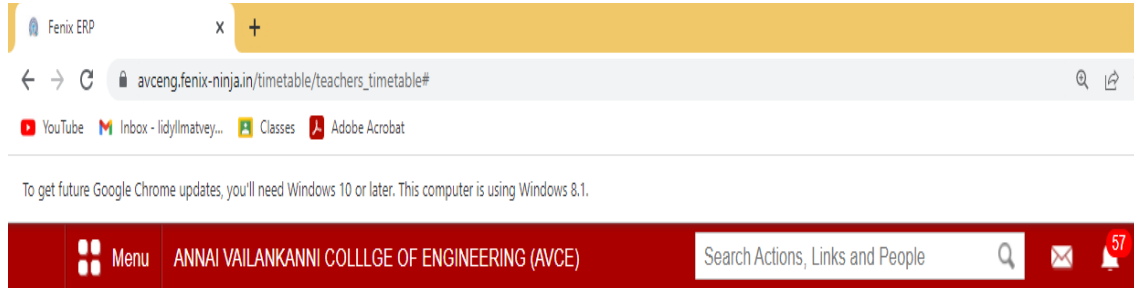 Fenix ERP
avceng.fenix-ninja.in/timetable/teachers_timetable#
YouTube Inbox - lidyllmatvey... Classes Adobe Acrobat
To get future Google Chrome updates, you'll need Windows 10 or later. This computer is using Windows 8.1.
Menu ANNAI VAILANKANNI COLLLGE OF ENGINEERING (AVCE) Search Actions, Links and People 57